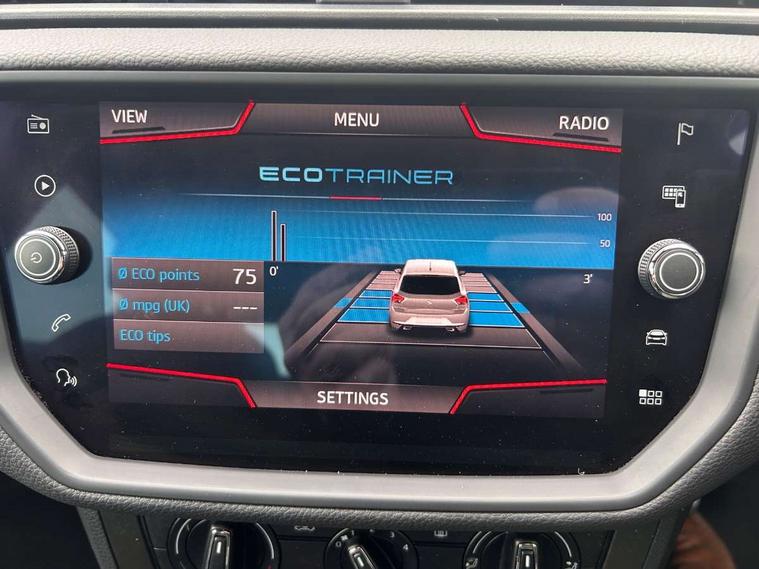 VIEW
MENU
RADIO
ECOTRAINER
100
50
Ø ECO points 75
0' 3'
Ø mpg (UK) ---
ECO tips
SETTINGS